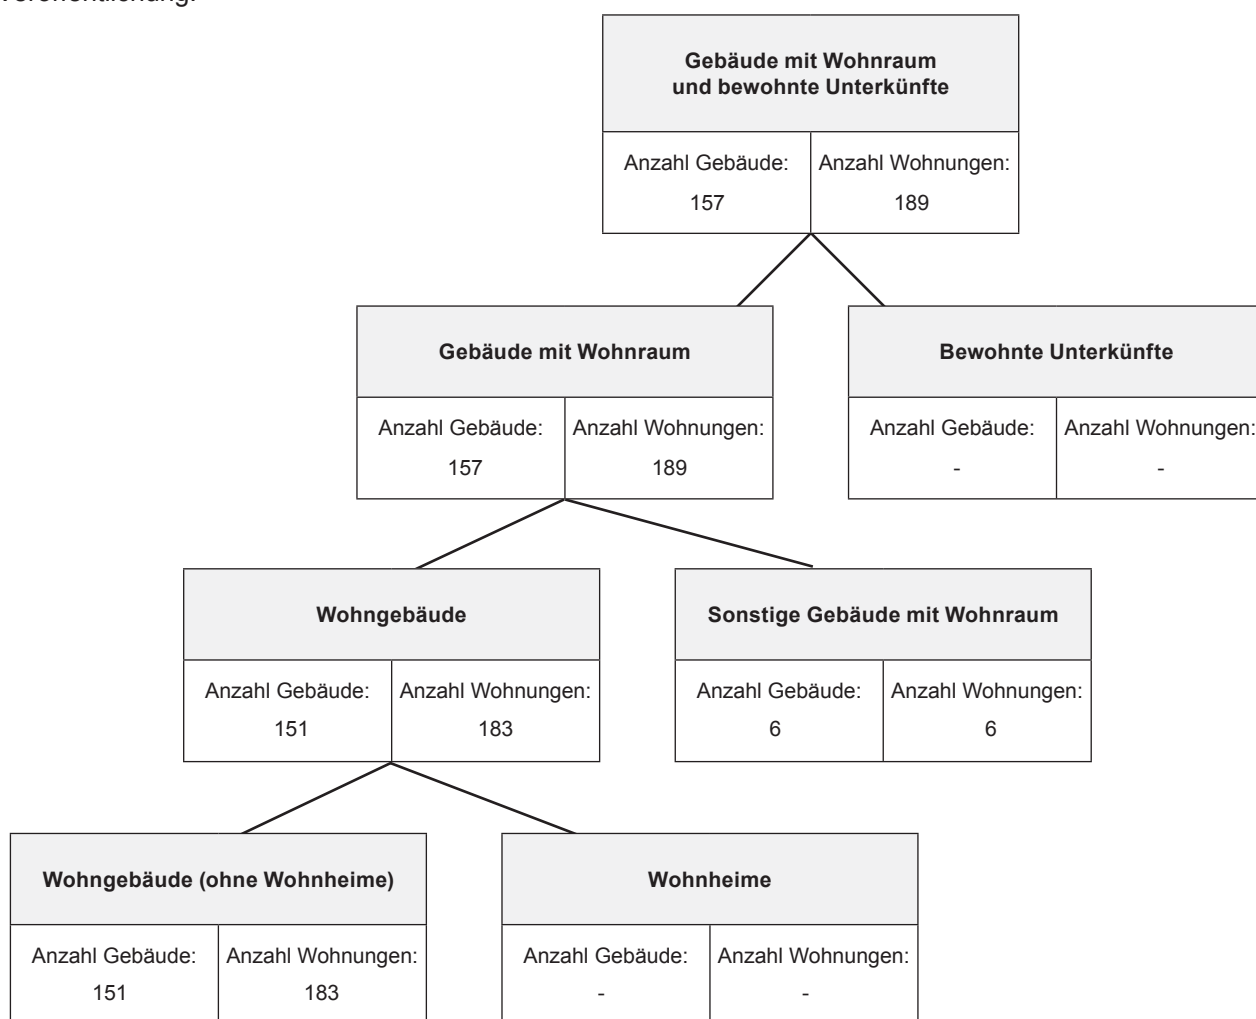 Veröffentlichung.
Gebäude mit Wohnraum
und bewohnte Unterkünfte
Anzahl Gebäude: Anzahl Wohnungen:
157 189
Gebäude mit Wohnraum Bewohnte Unterkünfte
Anzahl Gebäude: Anzahl Wohnungen: Anzahl Gebäude: Anzahl Wohnungen:
157 189 - -
Wohngebäude Sonstige Gebäude mit Wohnraum
Anzahl Gebäude: Anzahl Wohnungen: Anzahl Gebäude: Anzahl Wohnungen:
151 183 6 6
Wohngebäude (ohne Wohnheime) Wohnheime
Anzahl Gebäude: Anzahl Wohnungen: Anzahl Gebäude: Anzahl Wohnungen:
151 183 - -